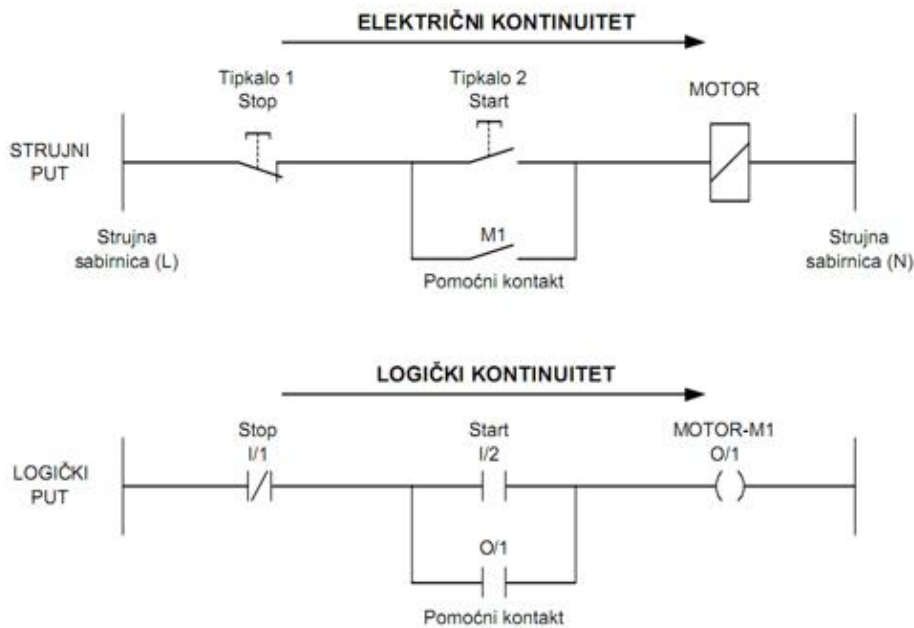 ELEKTRIČNI KONTINUITET
Tipkalo 1
Stop
Tipkalo 2
Start
MOTOR
STRUJNI
PUT
M1
Strujna
sabirnica (L)
Strujna
sabirnica (N)
Pomoćni kontakt
LOGIČKI KONTINUITET
Stop
I/1
Start
I/2
MOTOR-M1
O/1
LOGIČKI
PUT
O/1
Pomoćni kontakt